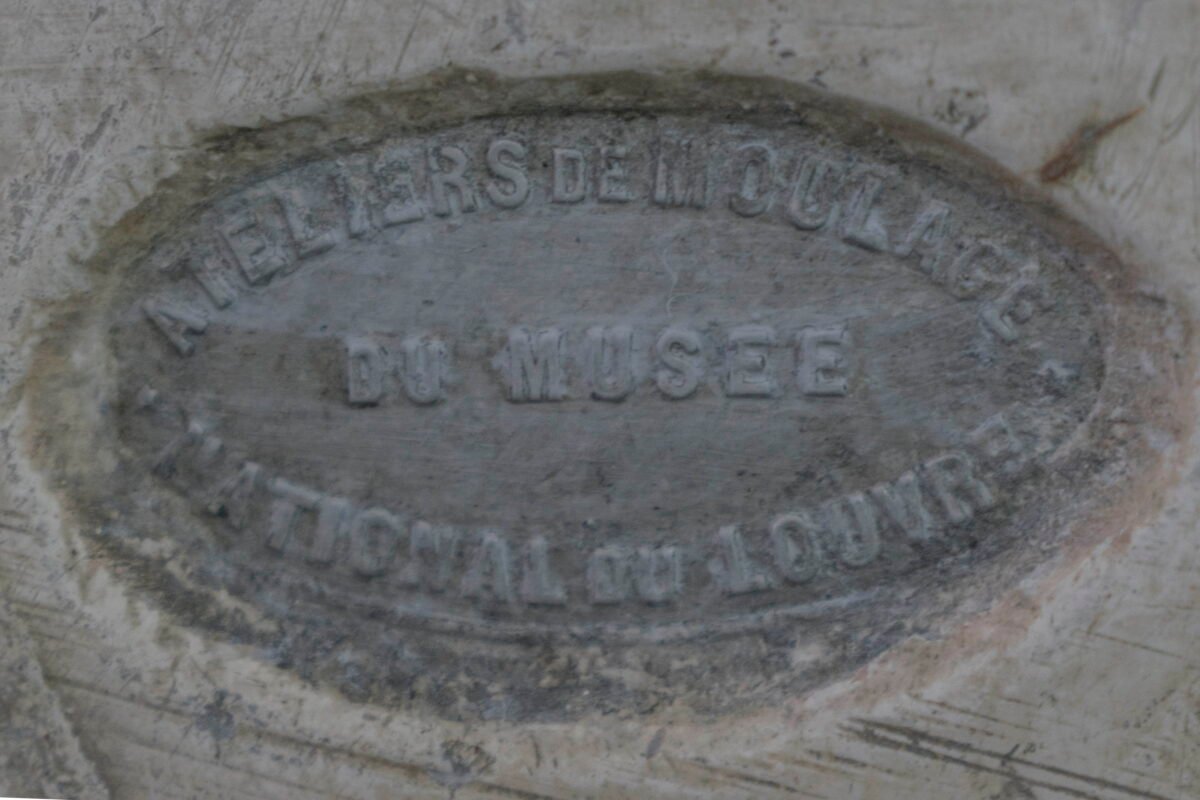 ATELIERS DE MOULAGE
DU MUSEE
NATIONAL DU LOUVRE